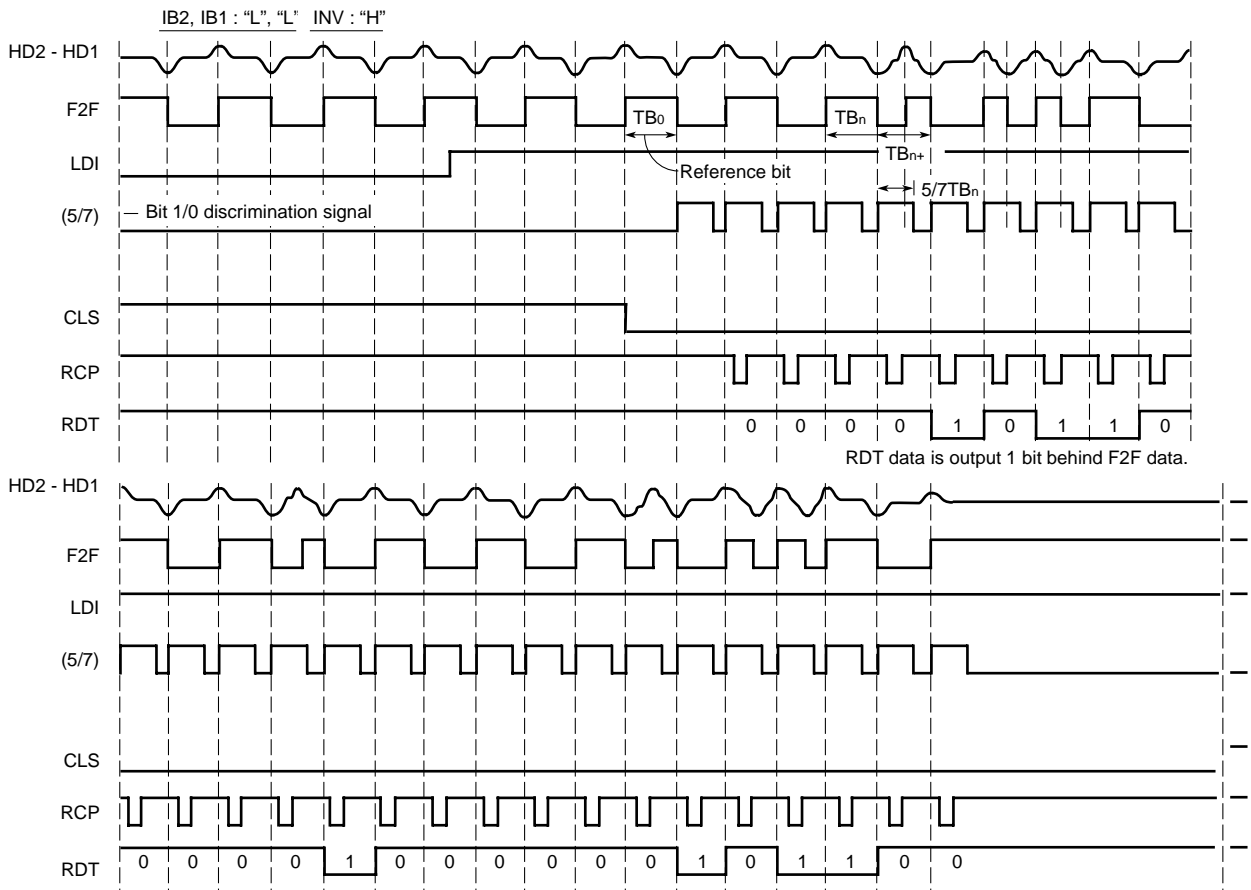 IB2, IB1 : “L”, “L” INV : “H”
HD2 - HD1
F2F
TB0
TBn
LDI
TBn+
Reference bit
5/7TBn
(5/7)
Bit 1/0 discrimination signal
CLS
RCP
RDT
0 0 0 0 1 0 1 1 0
RDT data is output 1 bit behind F2F data.
HD2 - HD1
F2F
LDI
(5/7)
CLS
RCP
RDT
0 0 0 0 1 0 0 0 0 0 0 1 0 1 1 0 0